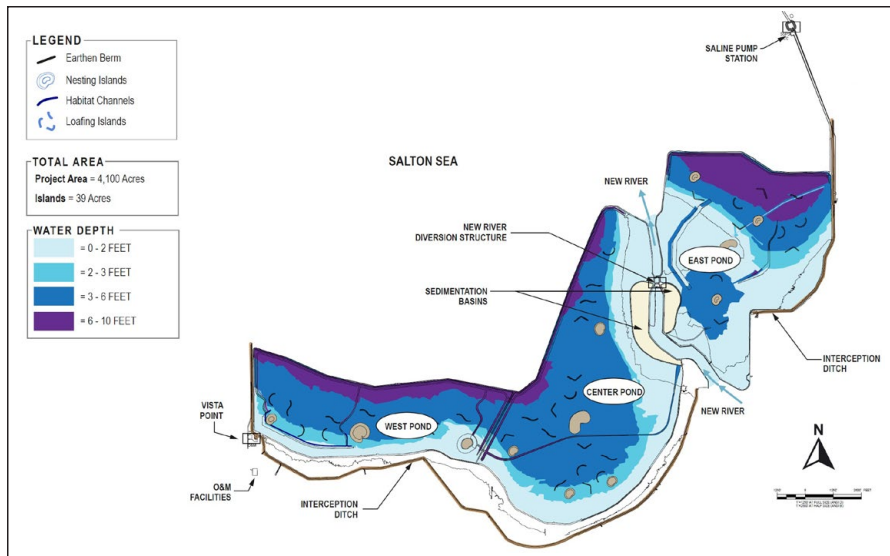 LEGEND
Earthen Berm
Nesting Islands
Habitat Channels
Loafing Islands
TOTAL AREA
Project Area = 4,100 Acres
Islands = 39 Acres
WATER DEPTH
= 0 - 2 FEET
= 2 - 3 FEET
= 3 - 6 FEET
= 6 - 10 FEET
SALINE PUMP
STATION
SALTON SEA
NEW RIVER
NEW RIVER
DIVERSION STRUCTURE
SEDIMENTATION
BASINS
EAST POND
INTERCEPTION
DITCH
NEW RIVER
CENTER POND
WEST POND
VISTA
POINT
O&M
FACILITIES
INTERCEPTION
DITCH
N
FEET